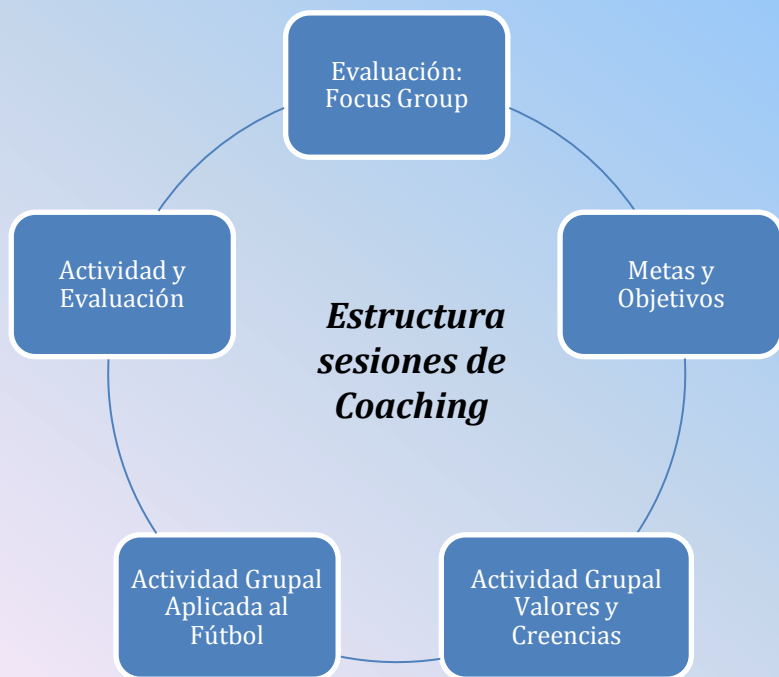 Evaluación:
Focus Group
Metas y
Objetivos
Actividad Grupal
Valores y
Creencias
Actividad Grupal
Aplicada al
Fútbol
Actividad y
Evaluación
Estructura
sesiones de
Coaching